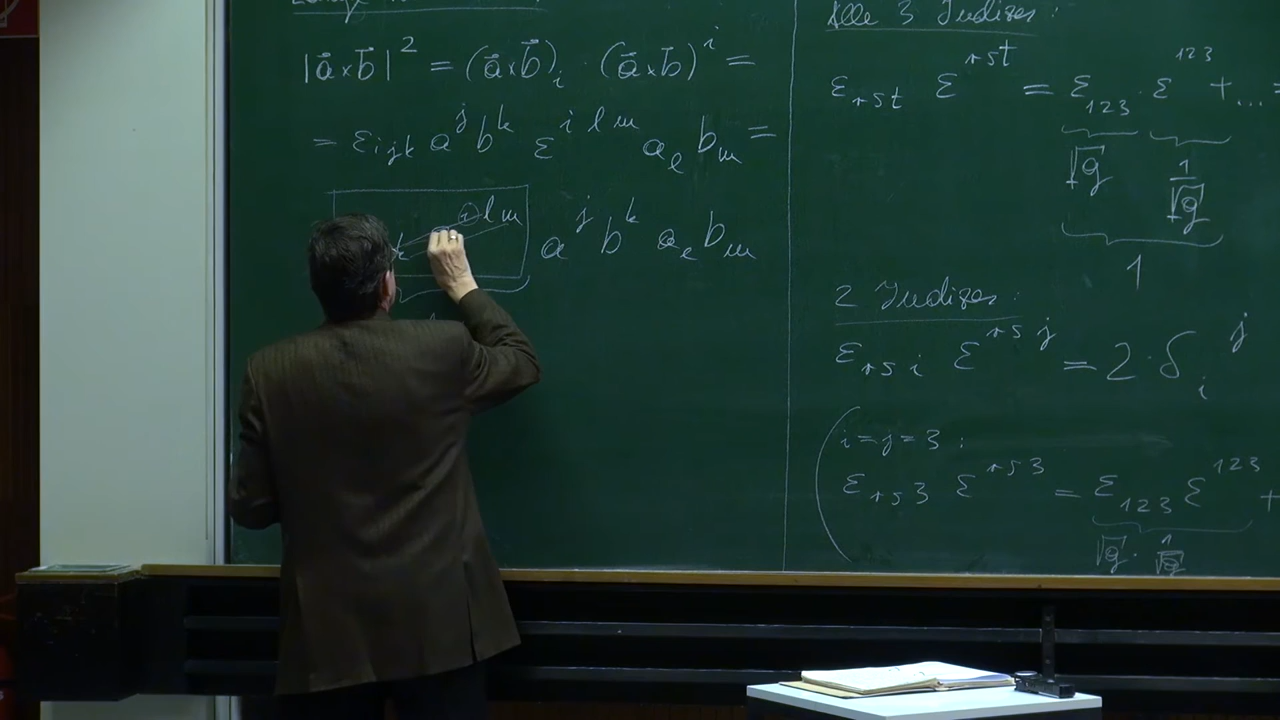 |a⃗×b⃗|² = (a⃗×b⃗)ᵢ · (a⃗×b⃗)ⁱ =
= εᵢⱼₖ aʲ bᵏ εⁱˡᵐ aₗ bₘ =
ⁱˡᵐ aʲ bᵏ aₗ bₘ
Alle 3 Indizes:
εᵣₛₜ εʳˢᵗ = ε₁₂₃ · ε¹²³ + ... =
√g 1/√g
1
2 Indizes:
εᵣₛᵢ εʳˢʲ = 2 · δᵢʲ
i = j = 3 :
εᵣₛ₃ εʳˢ³ = ε₁₂₃ ε¹²³ +
√g · 1/√g